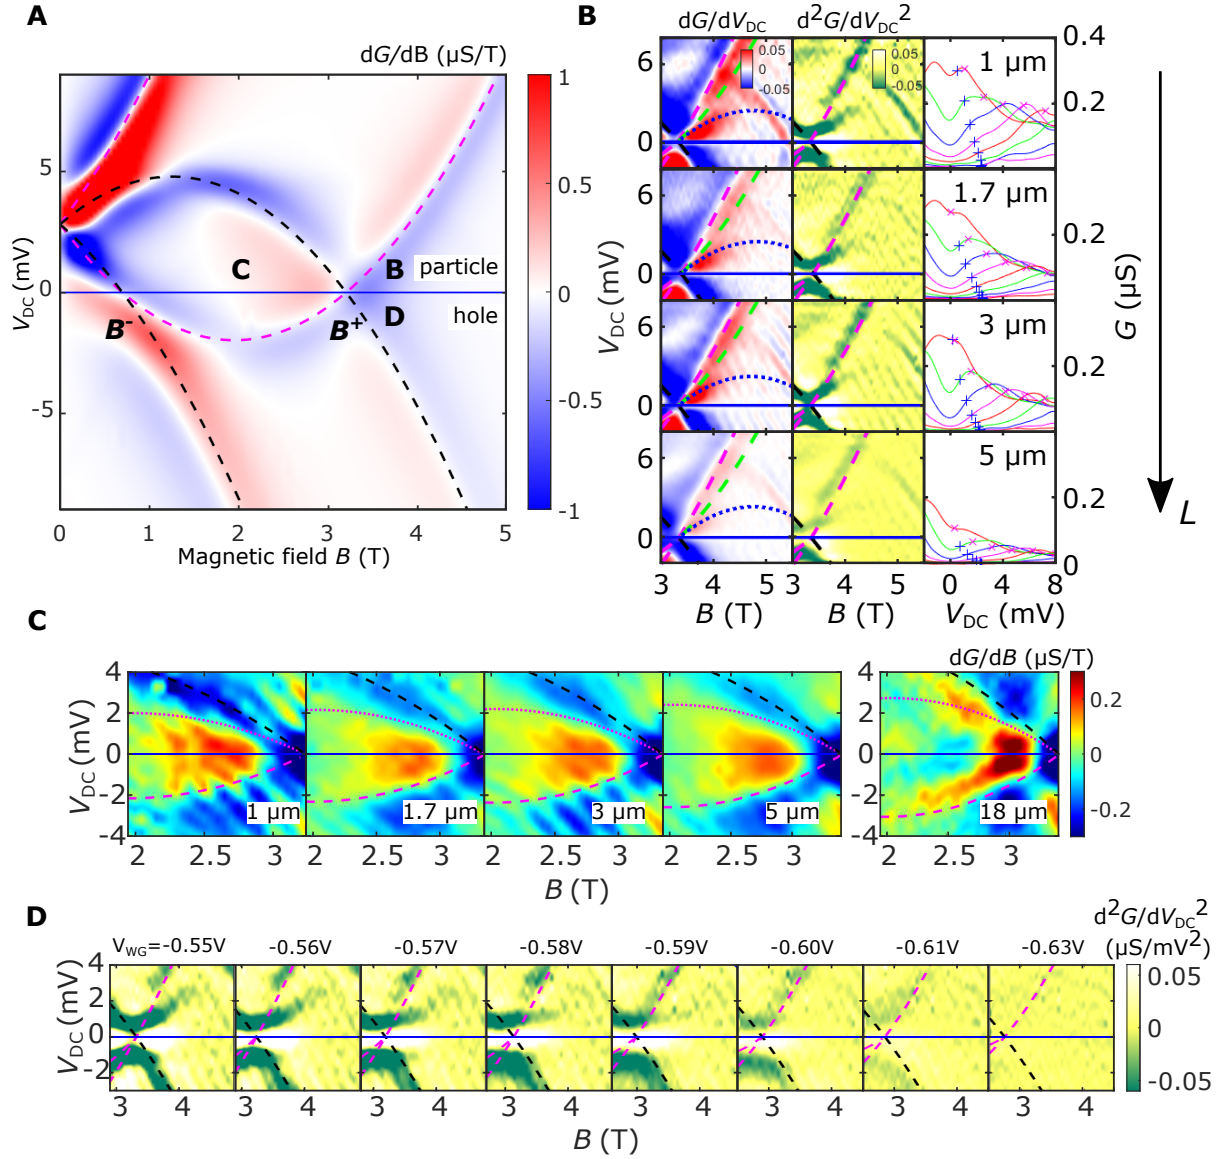 A
dG/dB (µS/T)
1
0.5
0
-0.5
-1
5
0
-5
V_DC (mV)
C
B
particle
D
hole
B⁻
B⁺
0 1 2 3 4 5
Magnetic field B (T)
B
dG/dV_DC
d²G/dV_DC²
0.05
0
-0.05
0.05
0
-0.05
1 µm
1.7 µm
3 µm
5 µm
6
0
6
0
6
0
6
0
V_DC (mV)
0.4
0.2
0.2
0.2
0.2
0
G (µS)
L
3 4 5
3 4 5
0 4 8
B (T)
B (T)
V_DC (mV)
C
dG/dB (µS/T)
4
2
0
-2
-4
V_DC (mV)
1 µm
1.7 µm
3 µm
5 µm
18 µm
0.2
0
-0.2
2 2.5 3
2 2.5 3
2 2.5 3
2 2.5 3
2 2.5 3
B (T)
D
d²G/dV_DC²
(µS/mV²)
V_WG=-0.55V
-0.56V
-0.57V
-0.58V
-0.59V
-0.60V
-0.61V
-0.63V
4
2
0
-2
V_DC (mV)
0.05
0
-0.05
3 4
3 4
3 4
3 4
3 4
3 4
3 4
3 4
B (T)